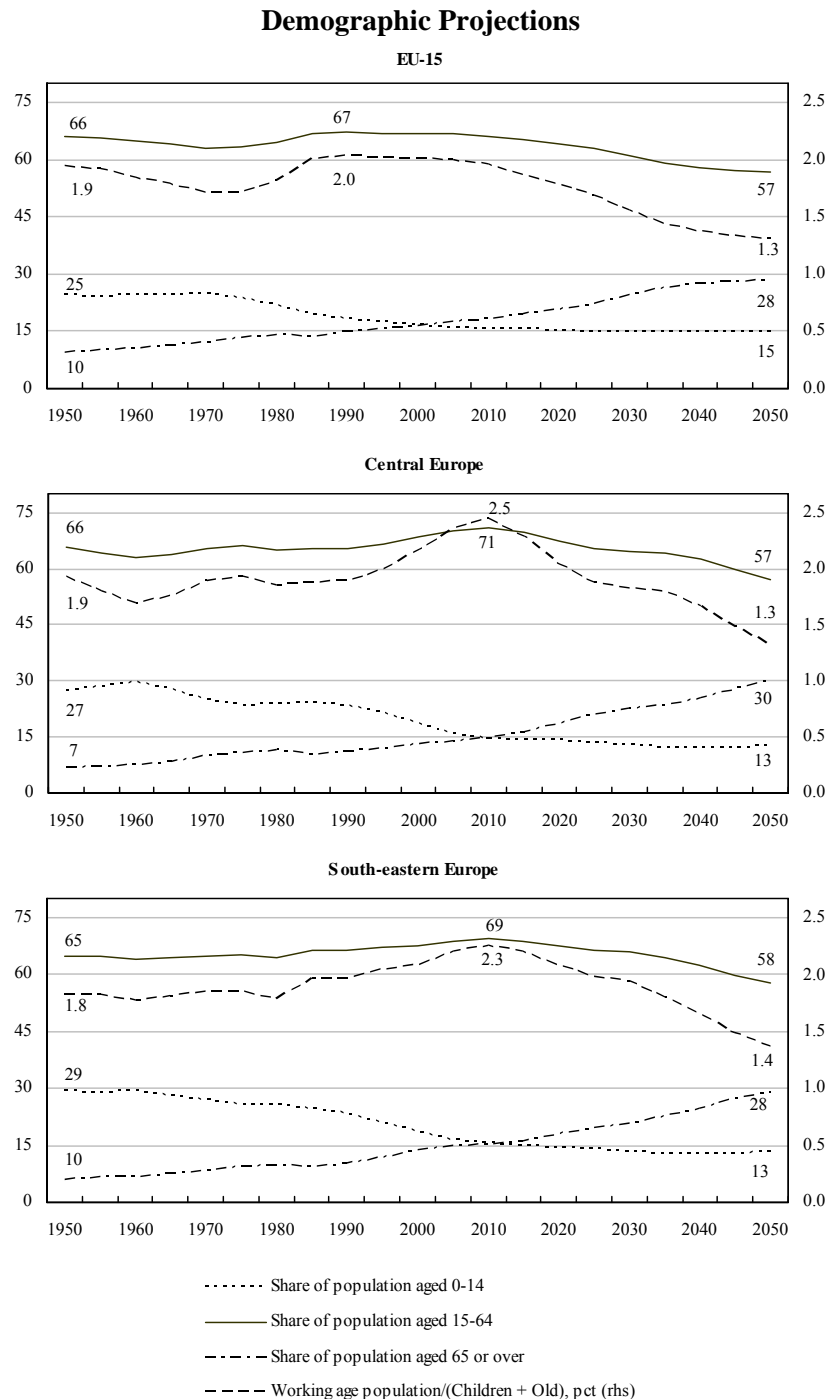 Demographic Projections
EU-15
75 2.5
66 67
60 2.0
1.9 2.0 57
45 1.5
1.3
30 1.0
25 28
15 0.5
10 15
0 0.0
1950 1960 1970 1980 1990 2000 2010 2020 2030 2040 2050
Central Europe
75 2.5
66 2.5
71 57
60 2.0
1.9 1.3
45 1.5
30 1.0
27 30
15 0.5
7 13
0 0.0
1950 1960 1970 1980 1990 2000 2010 2020 2030 2040 2050
South-eastern Europe
75 2.5
65 69 58
60 2.3 2.0
1.8
45 1.5
1.4
29
30 1.0
28
15 0.5
10 13
0 0.0
1950 1960 1970 1980 1990 2000 2010 2020 2030 2040 2050
Share of population aged 0-14
Share of population aged 15-64
Share of population aged 65 or over
Working age population/(Children + Old), pct (rhs)